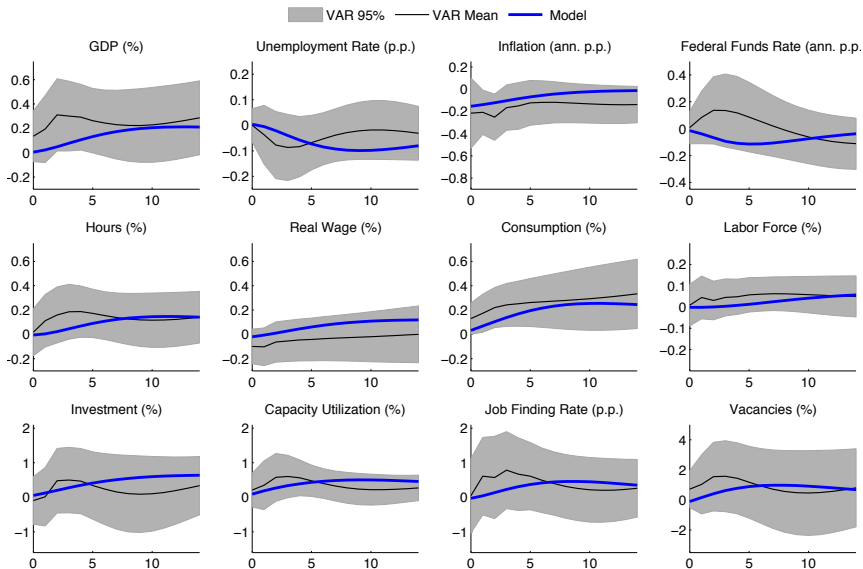 VAR 95% VAR Mean Model
GDP (%) Unemployment Rate (p.p.) Inflation (ann. p.p.) Federal Funds Rate (ann. p.p.)
0.6 0.4 0.2 0 −0.2
0 5 10
0.2 0.1 0 −0.1 −0.2
0 5 10
0.2 0 −0.2 −0.4 −0.6 −0.8
0 5 10
0.4 0.2 0 −0.2 −0.4
0 5 10
Hours (%) Real Wage (%) Consumption (%) Labor Force (%)
0.6 0.4 0.2 0 −0.2
0 5 10
0.6 0.4 0.2 0 −0.2
0 5 10
0.6 0.4 0.2 0 −0.2
0 5 10
0.2 0.1 0 −0.1 −0.2
0 5 10
Investment (%) Capacity Utilization (%) Job Finding Rate (p.p.) Vacancies (%)
2 1 0 −1
0 5 10
2 1 0 −1
0 5 10
2 1 0 −1
0 5 10
4 2 0 −2
0 5 10